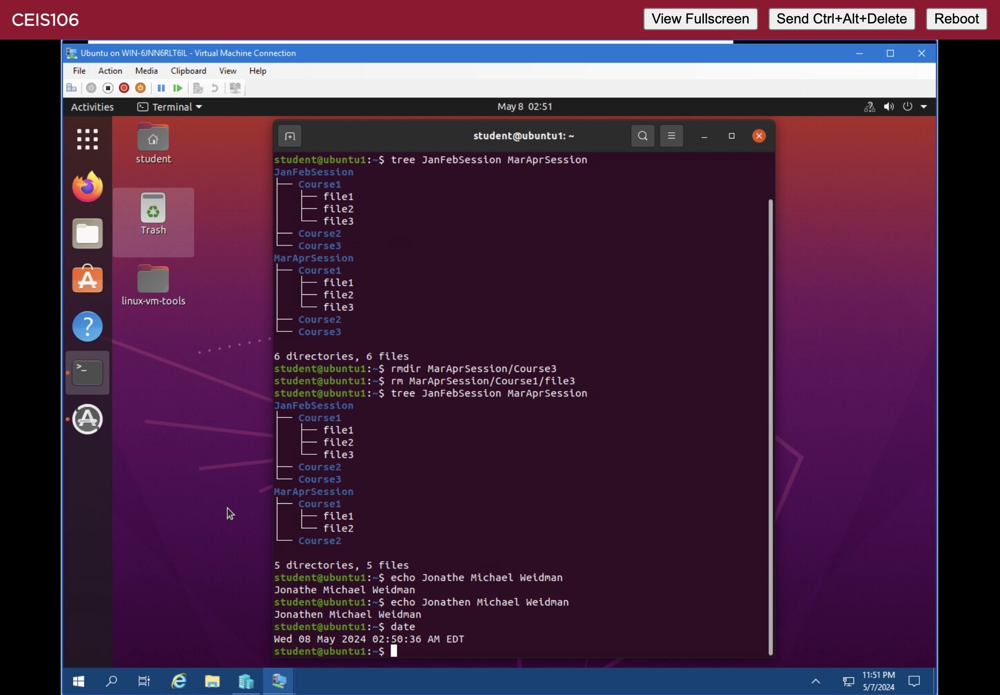 CEIS106
View Fullscreen
Send Ctrl+Alt+Delete
Reboot
Ubuntu on WIN-6JNN6RLT6IL - Virtual Machine Connection
File Action Media Clipboard View Help
Activities
Terminal
May 8 02:51
student
Trash
linux-vm-tools
student@ubuntu1: ~
student@ubuntu1:~$ tree JanFebSession MarAprSession
JanFebSession
├── Course1
│   ├── file1
│   ├── file2
│   └── file3
├── Course2
└── Course3
MarAprSession
├── Course1
│   ├── file1
│   ├── file2
│   └── file3
├── Course2
└── Course3
6 directories, 6 files
student@ubuntu1:~$ rmdir MarAprSession/Course3
student@ubuntu1:~$ rm MarAprSession/Course1/file3
student@ubuntu1:~$ tree JanFebSession MarAprSession
JanFebSession
├── Course1
│   ├── file1
│   ├── file2
│   └── file3
├── Course2
└── Course3
MarAprSession
├── Course1
│   ├── file1
│   └── file2
└── Course2
5 directories, 5 files
student@ubuntu1:~$ echo Jonathe Michael Weidman
Jonathe Michael Weidman
student@ubuntu1:~$ echo Jonathen Michael Weidman
Jonathen Michael Weidman
student@ubuntu1:~$ date
Wed 08 May 2024 02:50:36 AM EDT
student@ubuntu1:~$
11:51 PM
5/7/2024